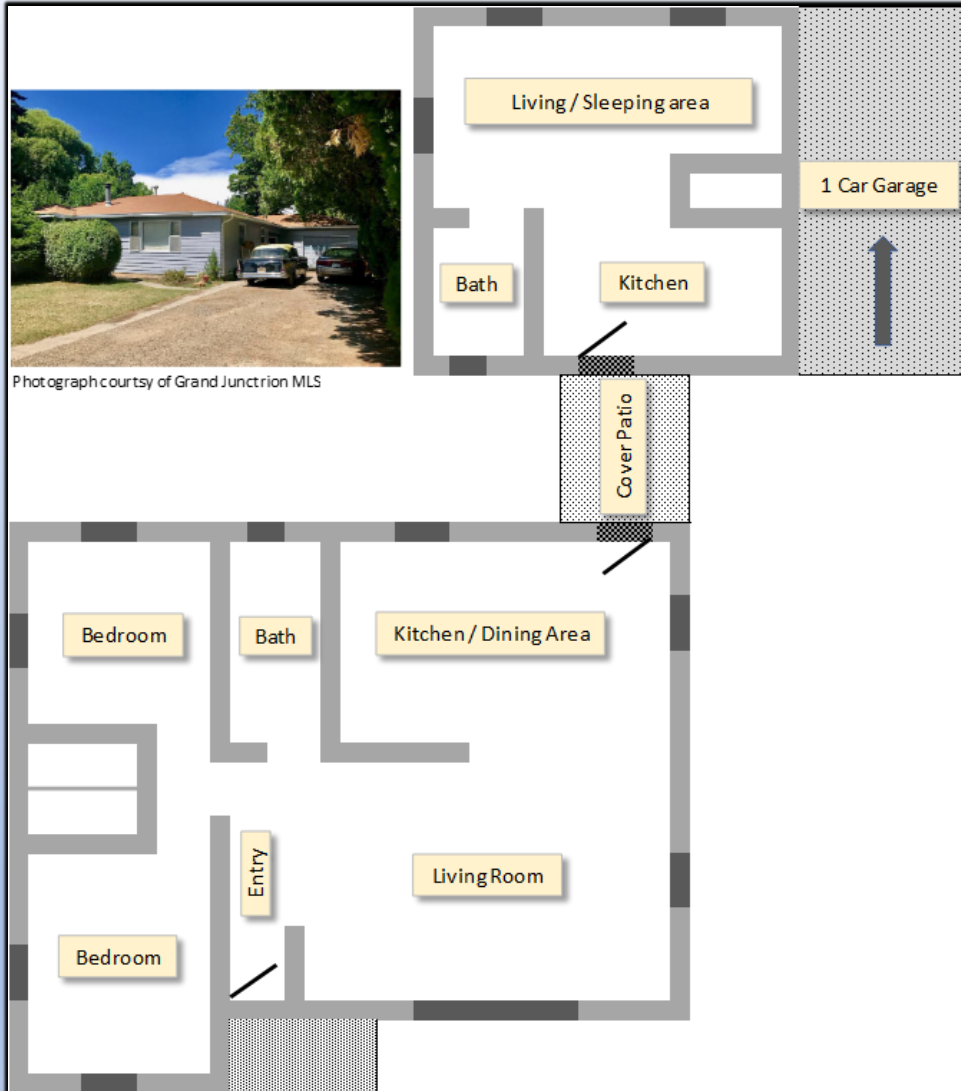 Living / Sleeping area
1 Car Garage
Bath
Kitchen
Photograph courtsy of Grand Junctrion MLS
Cover Patio
Bedroom
Bath
Kitchen / Dining Area
Entry
Living Room
Bedroom